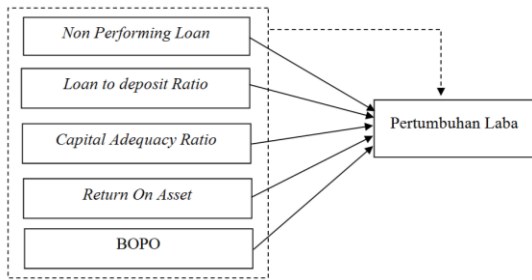 Non Performing Loan
Loan to deposit Ratio
Pertumbuhan Laba
Capital Adequacy Ratio
Return On Asset
BOPO